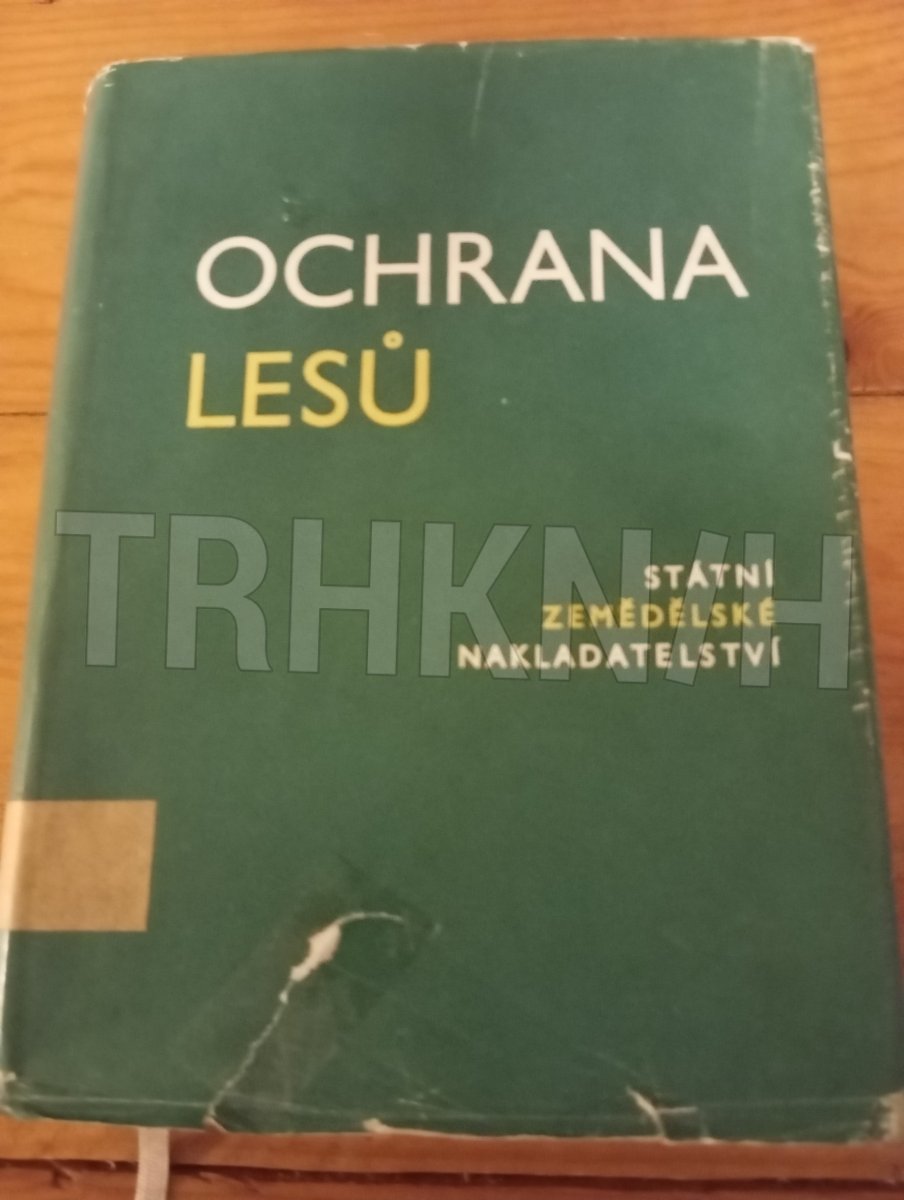 OCHRANA
LESŮ
TRHKNIH
STÁTNÍ
ZEMĚDĚLSKÉ
NAKLADATELSTVÍ